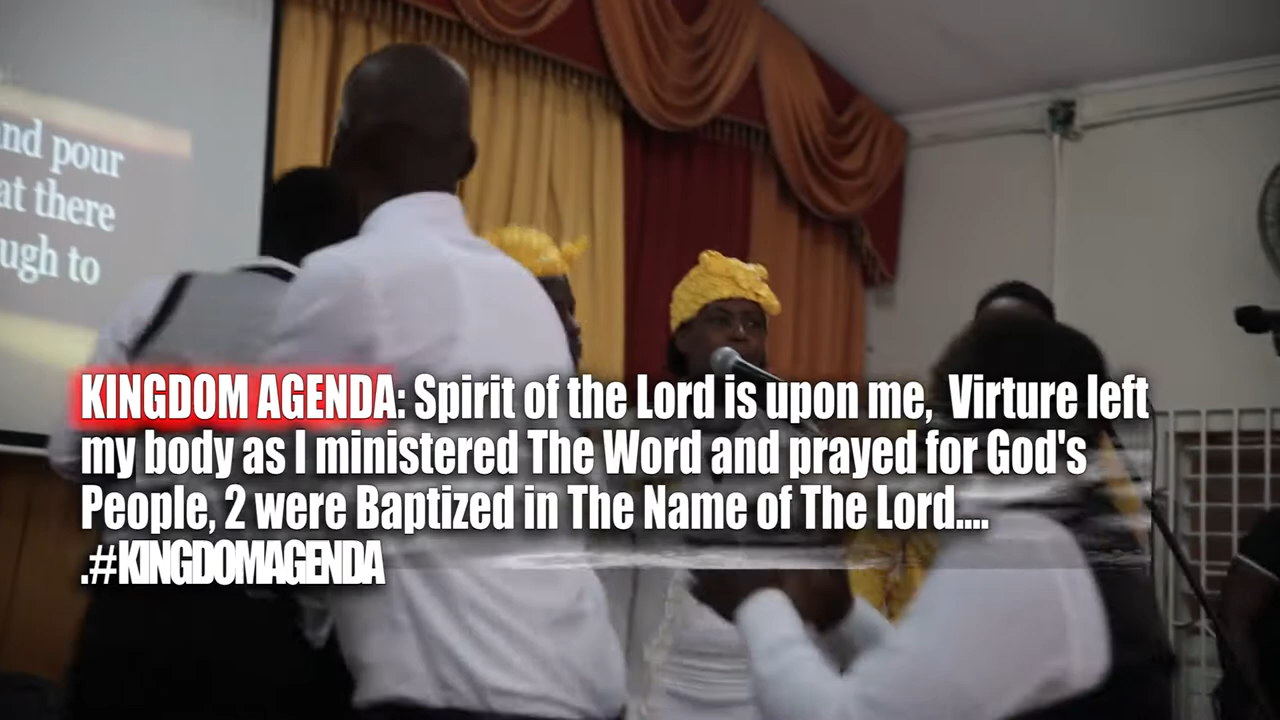 and pour
at there
ugh to
KINGDOM AGENDA: Spirit of the Lord is upon me, Virture left
my body as I ministered The Word and prayed for God's
People, 2 were Baptized in The Name of The Lord....
.#KINGDOMAGENDA